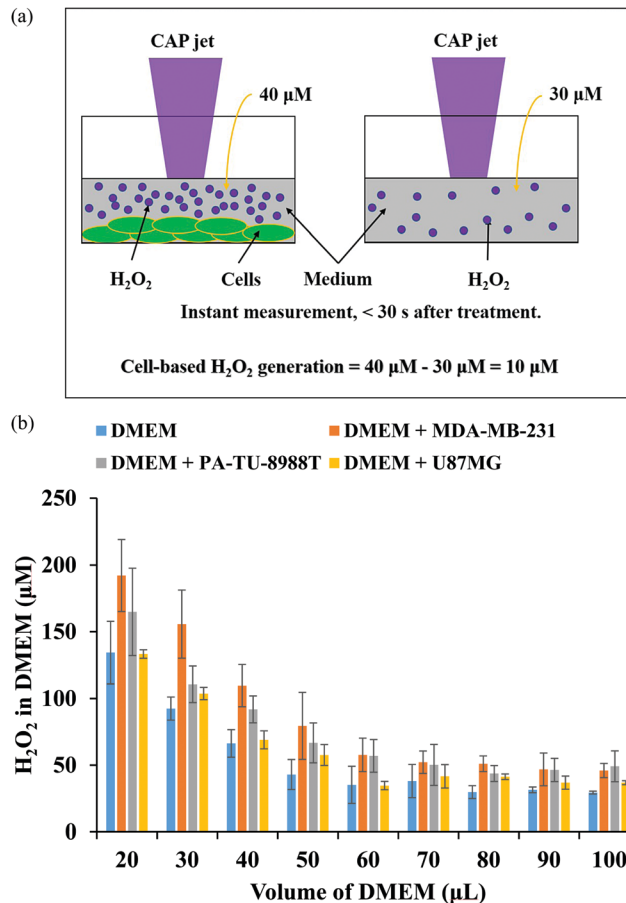 (a)
CAP jet CAP jet
40 µM 30 µM
H₂O₂ Cells Medium H₂O₂
Instant measurement, < 30 s after treatment.
Cell-based H₂O₂ generation = 40 µM - 30 µM = 10 µM
(b)
DMEM DMEM + MDA-MB-231
DMEM + PA-TU-8988T DMEM + U87MG
250
200
150
100
50
0
H₂O₂ in DMEM (µM)
20 30 40 50 60 70 80 90 100
Volume of DMEM (µL)